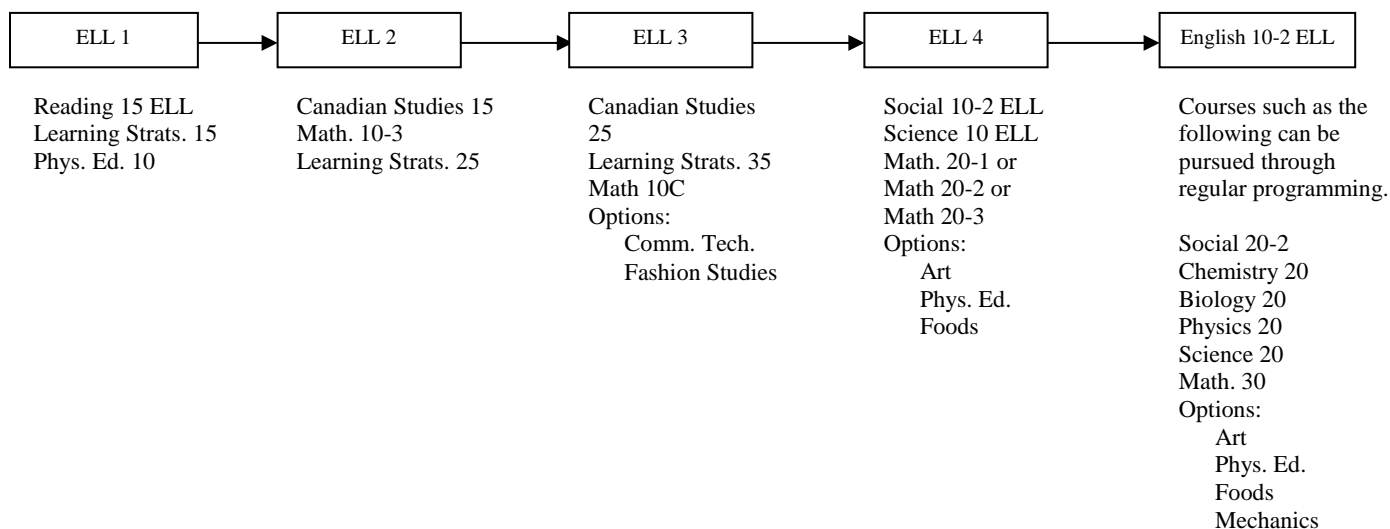 ELL 1
ELL 2
ELL 3
ELL 4
English 10-2 ELL
Reading 15 ELL
Learning Strats. 15
Phys. Ed. 10
Canadian Studies 15
Math. 10-3
Learning Strats. 25
Canadian Studies
25
Learning Strats. 35
Math 10C
Options:
Comm. Tech.
Fashion Studies
Social 10-2 ELL
Science 10 ELL
Math. 20-1 or
Math 20-2 or
Math 20-3
Options:
Art
Phys. Ed.
Foods
Courses such as the
following can be
pursued through
regular programming.
Social 20-2
Chemistry 20
Biology 20
Physics 20
Science 20
Math. 30
Options:
Art
Phys. Ed.
Foods
Mechanics